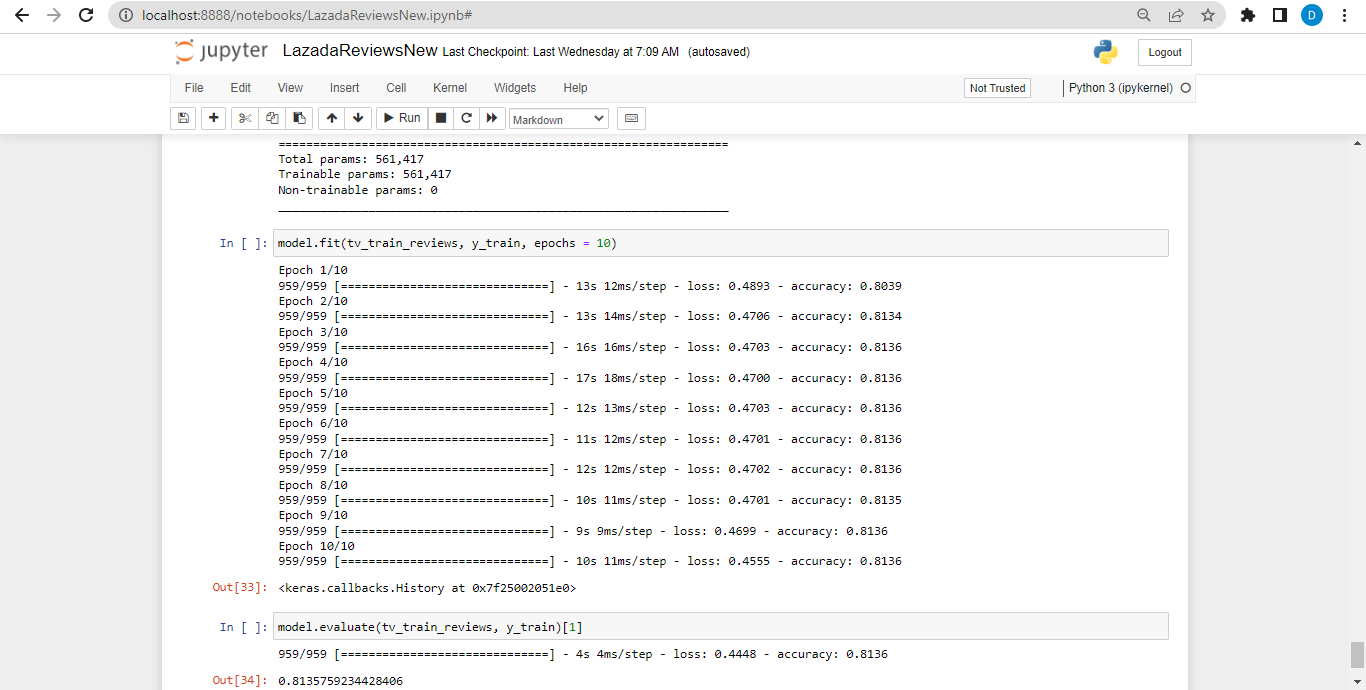 localhost:8888/notebooks/LazadaReviewsNew.ipynb#
D
jupyter LazadaReviewsNew Last Checkpoint: Last Wednesday at 7:09 AM (autosaved)
Logout
File Edit View Insert Cell Kernel Widgets Help
Not Trusted
Python 3 (ipykernel)
Run
Markdown
=================================================================
Total params: 561,417
Trainable params: 561,417
Non-trainable params: 0
_________________________________________________________________
In [ ]: model.fit(tv_train_reviews, y_train, epochs = 10)
Epoch 1/10
959/959 [==============================] - 13s 12ms/step - loss: 0.4893 - accuracy: 0.8039
Epoch 2/10
959/959 [==============================] - 13s 14ms/step - loss: 0.4706 - accuracy: 0.8134
Epoch 3/10
959/959 [==============================] - 16s 16ms/step - loss: 0.4703 - accuracy: 0.8136
Epoch 4/10
959/959 [==============================] - 17s 18ms/step - loss: 0.4700 - accuracy: 0.8136
Epoch 5/10
959/959 [==============================] - 12s 13ms/step - loss: 0.4703 - accuracy: 0.8136
Epoch 6/10
959/959 [==============================] - 11s 12ms/step - loss: 0.4701 - accuracy: 0.8136
Epoch 7/10
959/959 [==============================] - 12s 12ms/step - loss: 0.4702 - accuracy: 0.8136
Epoch 8/10
959/959 [==============================] - 10s 11ms/step - loss: 0.4701 - accuracy: 0.8135
Epoch 9/10
959/959 [==============================] - 9s 9ms/step - loss: 0.4699 - accuracy: 0.8136
Epoch 10/10
959/959 [==============================] - 10s 11ms/step - loss: 0.4555 - accuracy: 0.8136
Out[33]: <keras.callbacks.History at 0x7f25002051e0>
In [ ]: model.evaluate(tv_train_reviews, y_train)[1]
959/959 [==============================] - 4s 4ms/step - loss: 0.4448 - accuracy: 0.8136
Out[34]: 0.8135759234428406